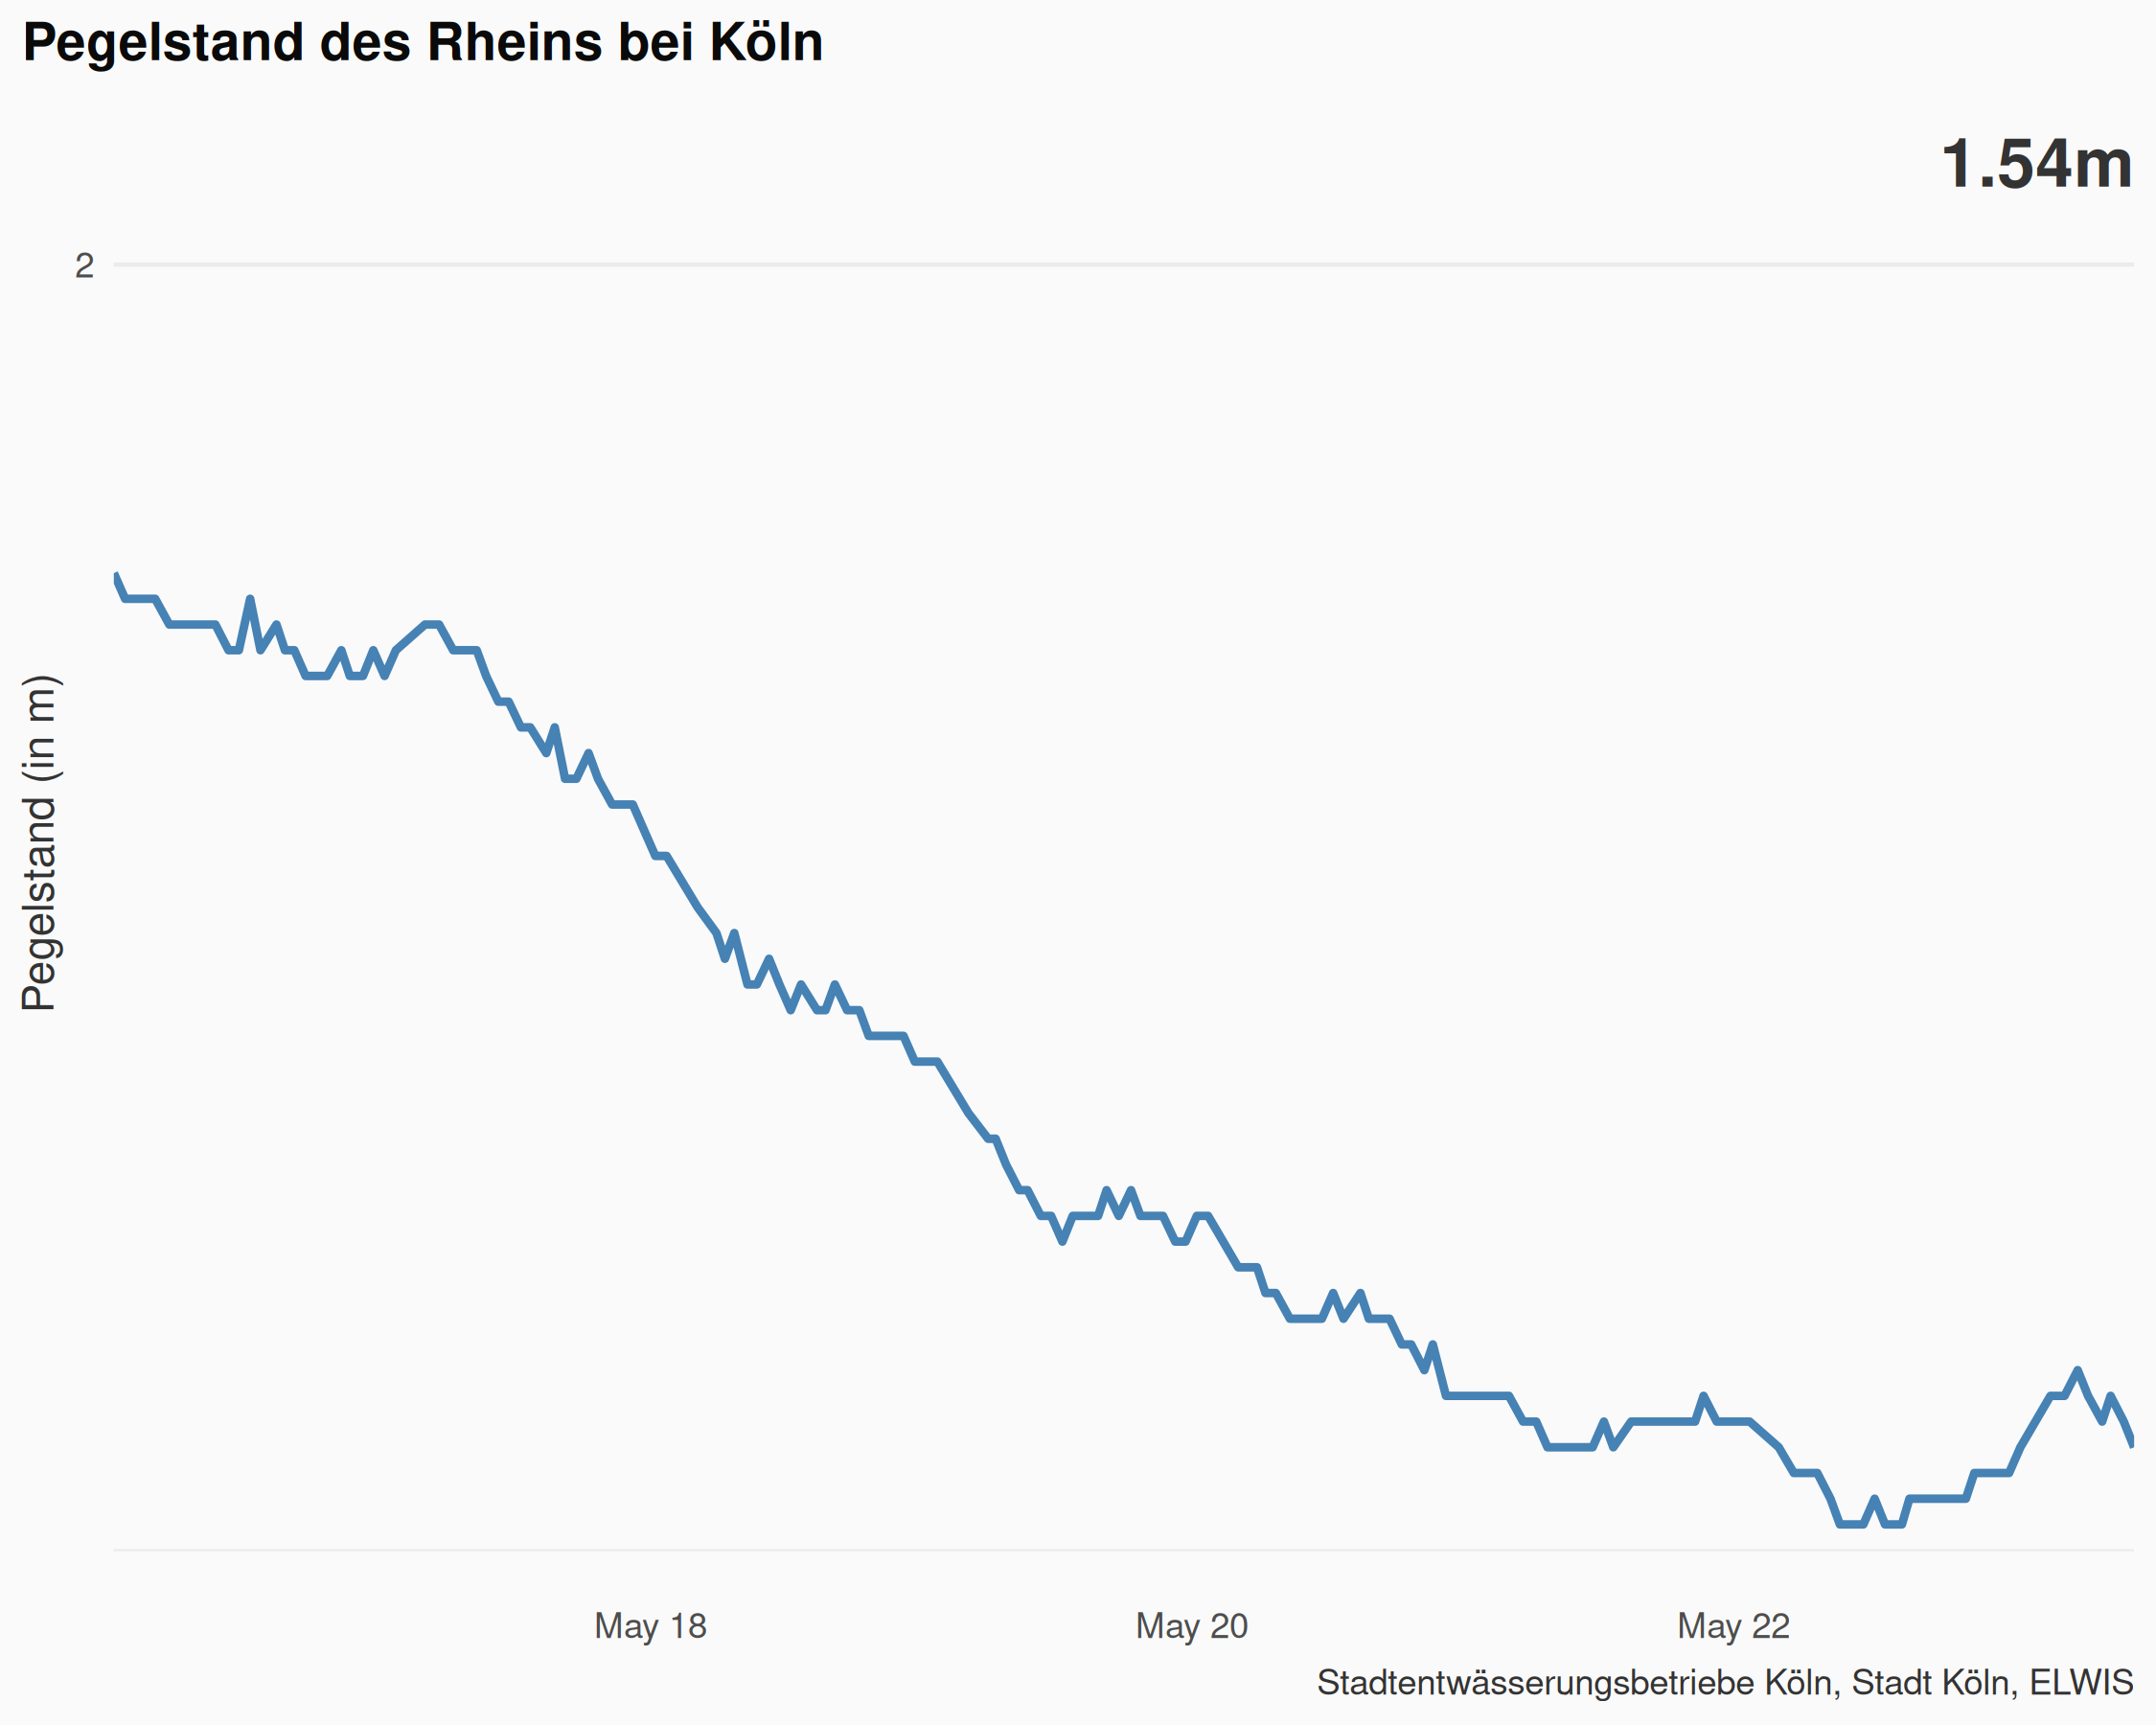 Pegelstand des Rheins bei Köln
1.54m
2
Pegelstand (in m)
May 18
May 20
May 22
Stadtentwässerungsbetriebe Köln, Stadt Köln, ELWIS